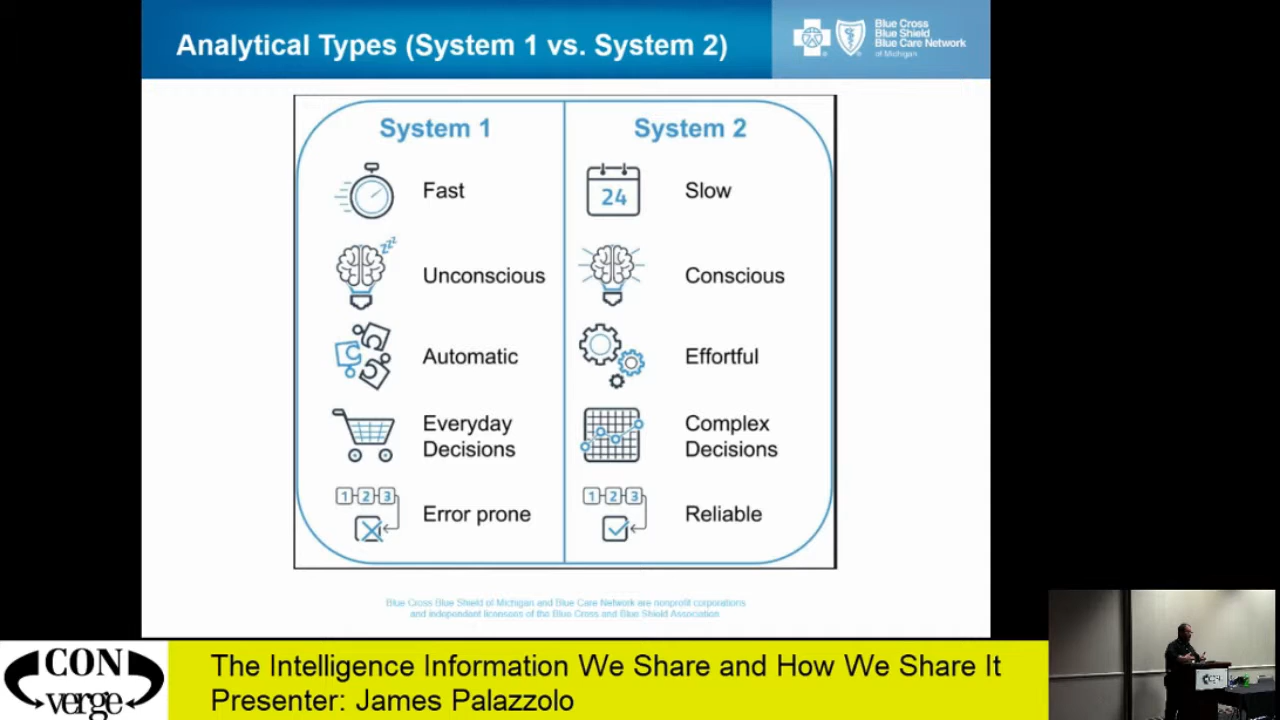 Analytical Types (System 1 vs. System 2)
Blue Cross
Blue Shield
Blue Care Network
of Michigan
System 1
System 2
Fast
24
Slow
zzz
Unconscious
Conscious
Automatic
Effortful
Everyday
Decisions
Complex
Decisions
1 2 3
Error prone
1 2 3
Reliable
Blue Cross Blue Shield of Michigan and Blue Care Network are nonprofit corporations
and independent licensees of the Blue Cross and Blue Shield Association
CON
verge
The Intelligence Information We Share and How We Share It
Presenter: James Palazzolo